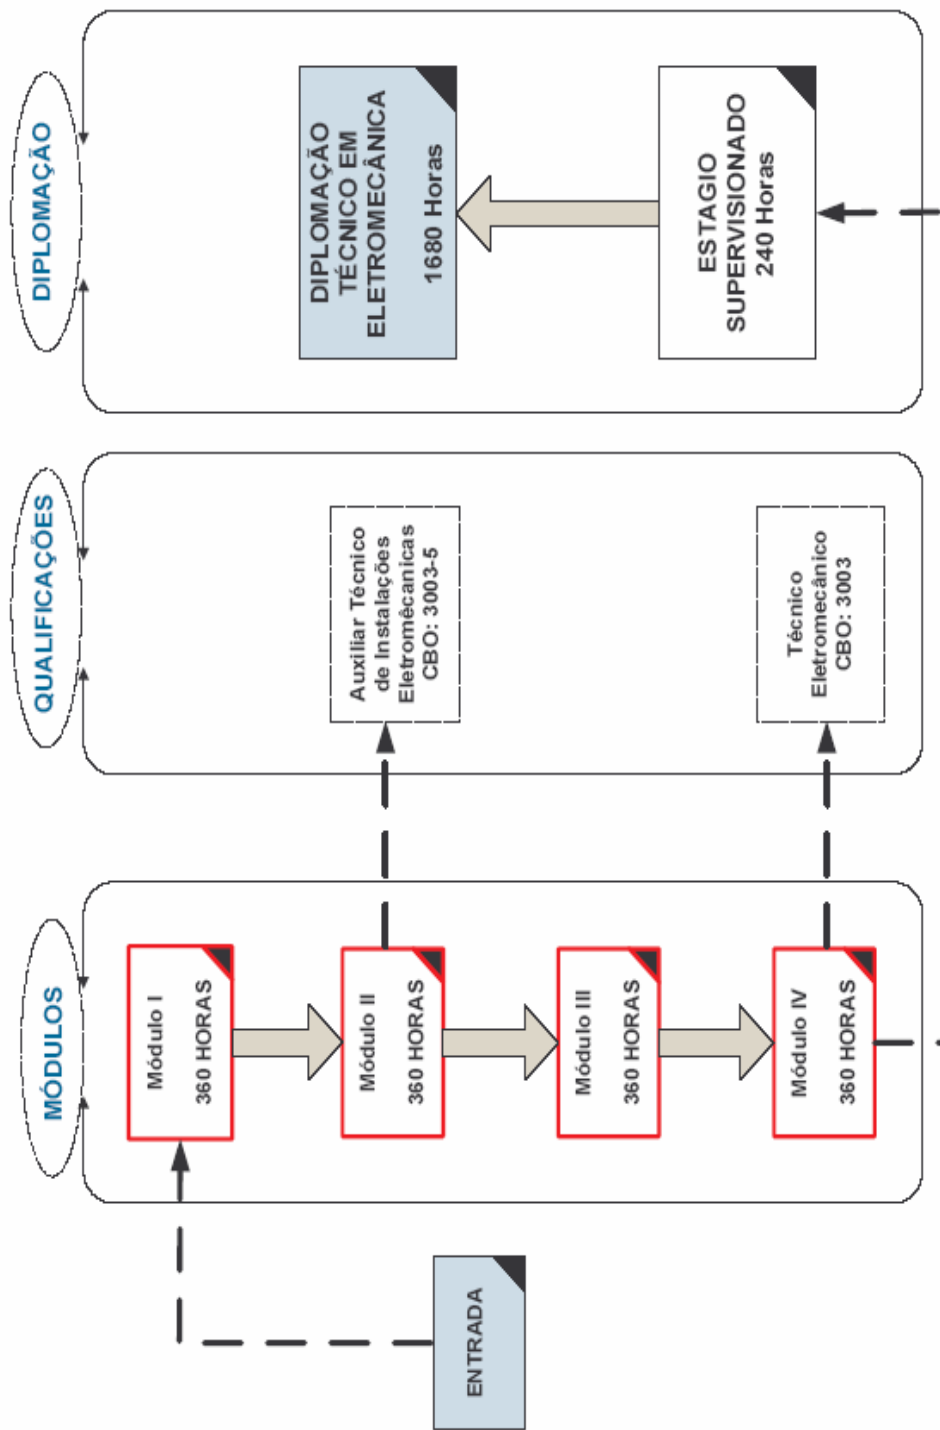 ENTRADA
MÓDULOS
Módulo I
360 HORAS
Módulo II
360 HORAS
Módulo III
360 HORAS
Módulo IV
360 HORAS
QUALIFICAÇÕES
Auxiliar Técnico
de Instalações
Eletromêcanicas
CBO: 3003-5
Técnico
Eletromecânico
CBO: 3003
DIPLOMAÇÃO
DIPLOMAÇÃO
TÉCNICO EM
ELETROMECÂNICA
1680 Horas
ESTAGIO
SUPERVISIONADO
240 Horas